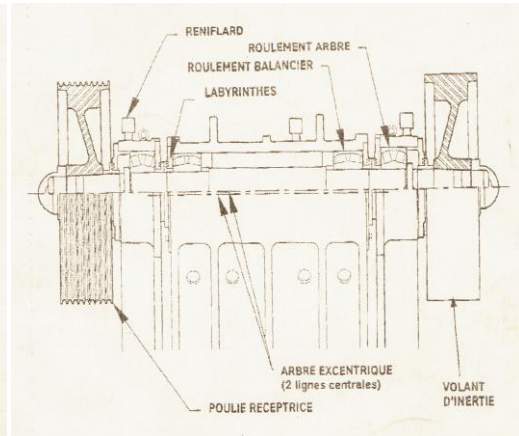 RENIFLARD
ROULEMENT ARBRE
ROULEMENT BALANCIER
LABYRINTHES
ARBRE EXCENTRIQUE
(2 lignes centrales)
VOLANT
D'INERTIE
POULIE RECEPTRICE